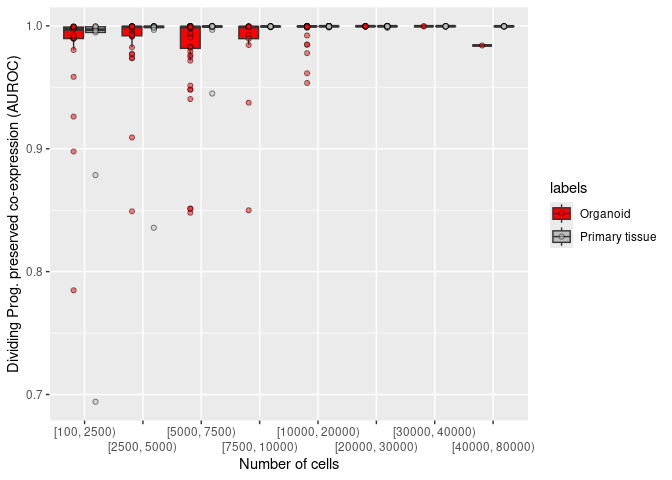 Dividing Prog. preserved co-expression (AUROC)
1.0
0.9
0.8
0.7
[100, 2500)
[5000, 7500)
[10000, 20000)
[30000, 40000)
[2500, 5000)
[7500, 10000)
[20000, 30000)
[40000, 80000)
Number of cells
labels
Organoid
Primary tissue